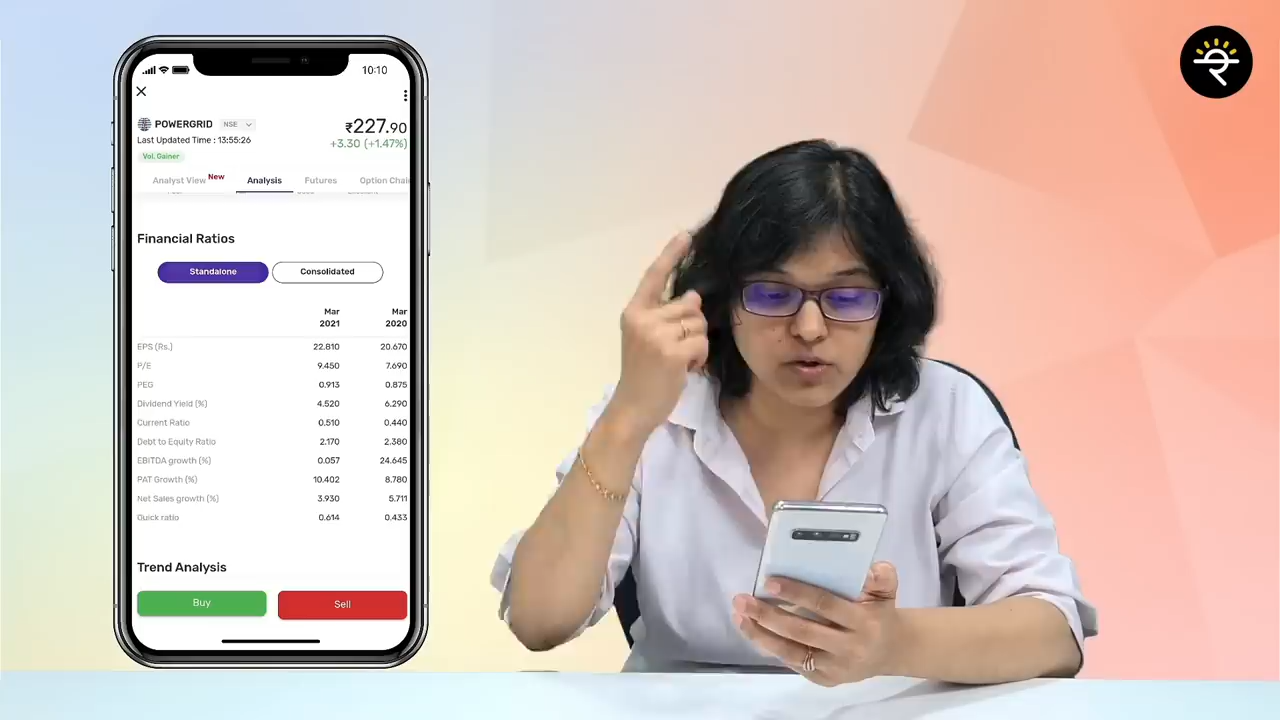 10:10
POWERGRID NSE ₹227.90
Last Updated Time : 13:55:26 +3.30 (+1.47%)
Vol. Gainer
Analyst View New Analysis Futures Option Chai
Financial Ratios
Standalone Consolidated
Mar Mar
2021 2020
EPS (Rs.) 22.810 20.670
P/E 9.450 7.690
PEG 0.913 0.875
Dividend Yield (%) 4.520 6.290
Current Ratio 0.510 0.440
Debt to Equity Ratio 2.170 2.380
EBITDA growth (%) 0.057 24.645
PAT Growth (%) 10.402 8.780
Net Sales growth (%) 3.930 5.711
Quick ratio 0.614 0.433
Trend Analysis
Buy Sell